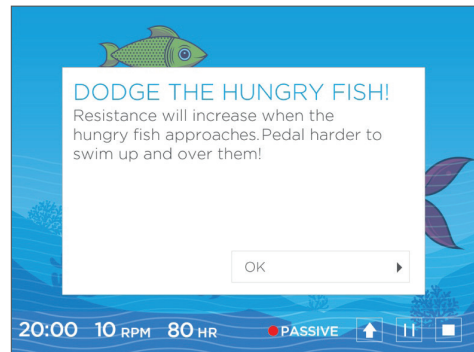 DODGE THE HUNGRY FISH!
Resistance will increase when the
hungry fish approaches.Pedal harder to
swim up and over them!
OK
20:00 10 RPM 80 HR PASSIVE